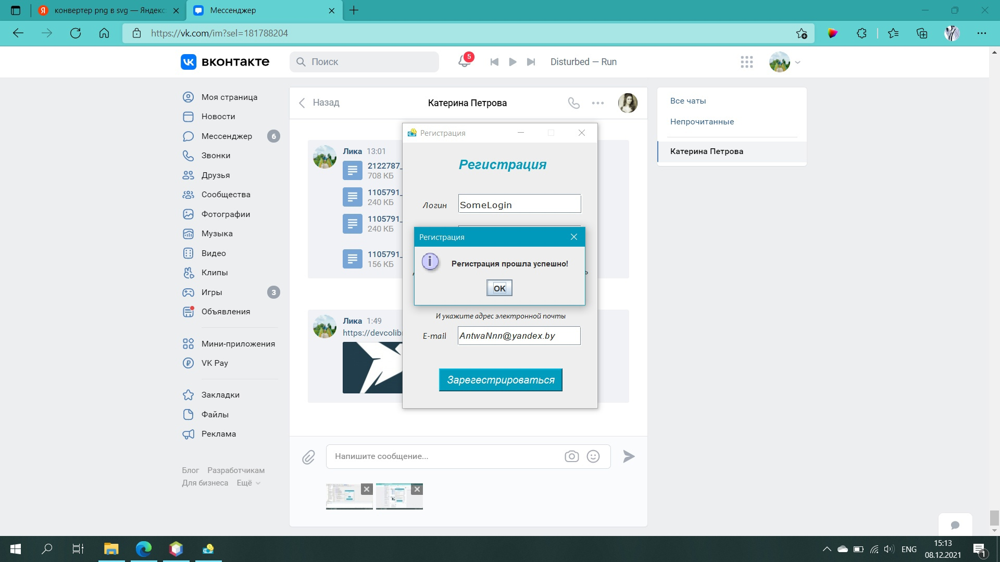 конвертер png в svg — Яндекс
Мессенджер
https://vk.com/im?sel=181788204
вконтакте
Поиск
5
Disturbed — Run
Моя страница
Новости
Мессенджер
6
Звонки
Друзья
Сообщества
Фотографии
Музыка
Видео
Клипы
Игры
3
Объявления
Мини-приложения
VK Pay
Закладки
Файлы
Реклама
Блог Разработчикам
Для бизнеса Ещё
Назад
Катерина Петрова
Лика 13:01
2122787_
708 КБ
1105791_
240 КБ
1105791_
240 КБ
1105791_
156 КБ
Лика 1:49
https://devcolib
Напишите сообщение...
Регистрация
Регистрация
Логин
SomeLogin
Регистрация
Регистрация прошла успешно!
OK
ь
И укажите адрес электронной почты
E-mail
AntwaNnn@yandex.by
Зарегестрироваться
Все чаты
Непрочитанные
Катерина Петрова
ENG
15:13
08.12.2021
1